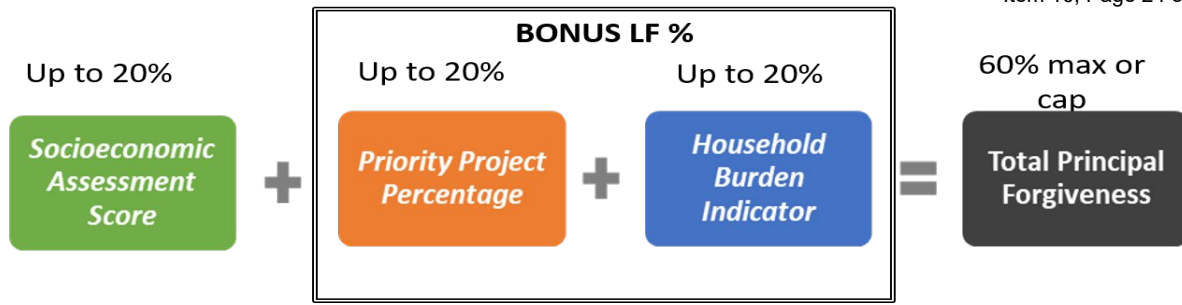 BONUS LF %
Up to 20%
Up to 20%
Up to 20%
60% max or
cap
Socioeconomic
Assessment
Score
+
Priority Project
Percentage
+
Household
Burden
Indicator
=
Total Principal
Forgiveness